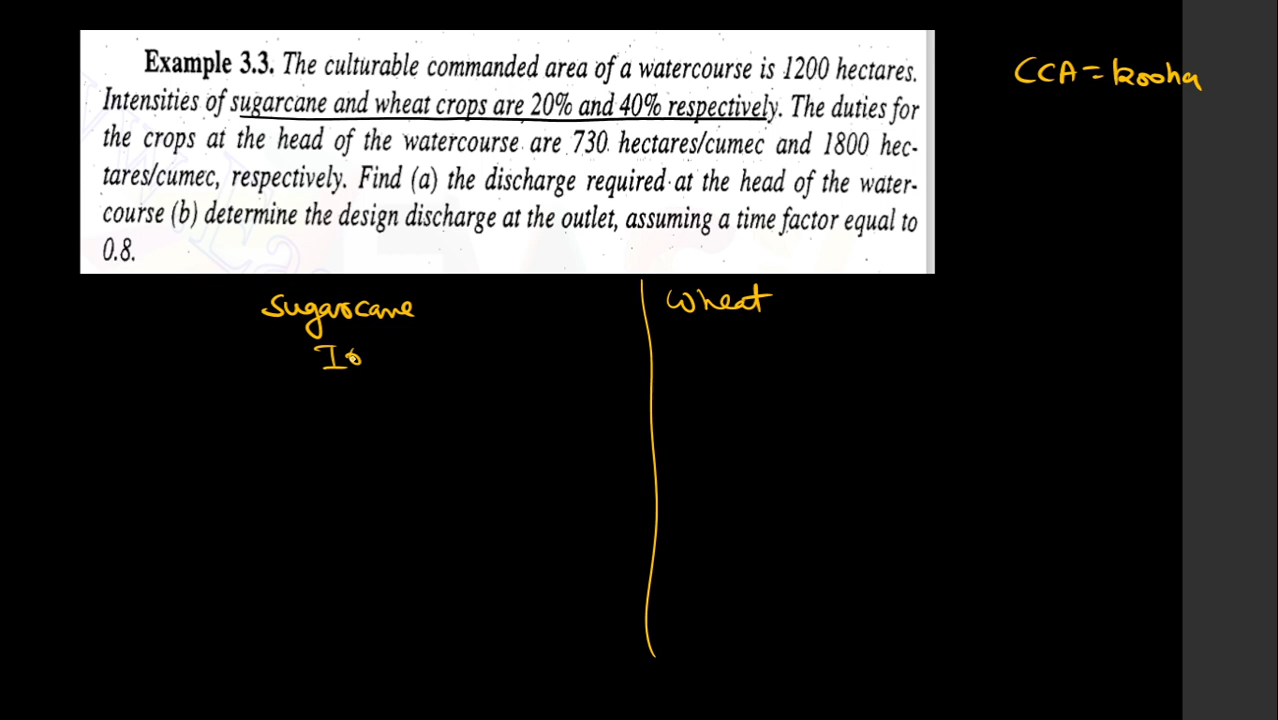 Example 3.3. The culturable commanded area of a watercourse is 1200 hectares.
Intensities of sugarcane and wheat crops are 20% and 40% respectively. The duties for
the crops at the head of the watercourse are 730 hectares/cumec and 1800 hec-
tares/cumec, respectively. Find (a) the discharge required at the head of the water-
course (b) determine the design discharge at the outlet, assuming a time factor equal to
0.8.
CCA = 1200ha
Sugarcane
Wheat